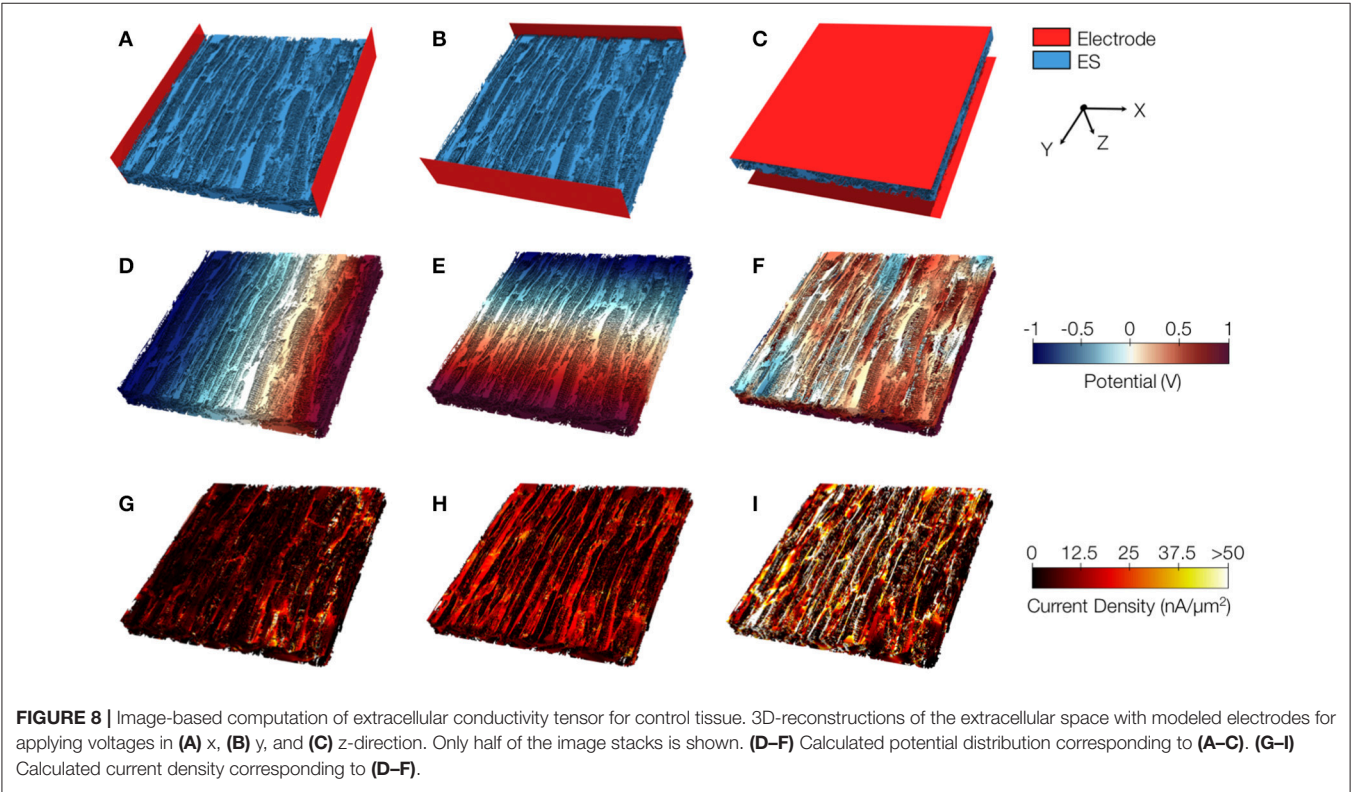 A
B
C
Electrode
ES
X
Y
Z
D
E
F
-1 -0.5 0 0.5 1
Potential (V)
G
H
I
0 12.5 25 37.5 >50
Current Density (nA/μm²)
FIGURE 8 | Image-based computation of extracellular conductivity tensor for control tissue. 3D-reconstructions of the extracellular space with modeled electrodes for
applying voltages in (A) x, (B) y, and (C) z-direction. Only half of the image stacks is shown. (D–F) Calculated potential distribution corresponding to (A–C). (G–I)
Calculated current density corresponding to (D–F).